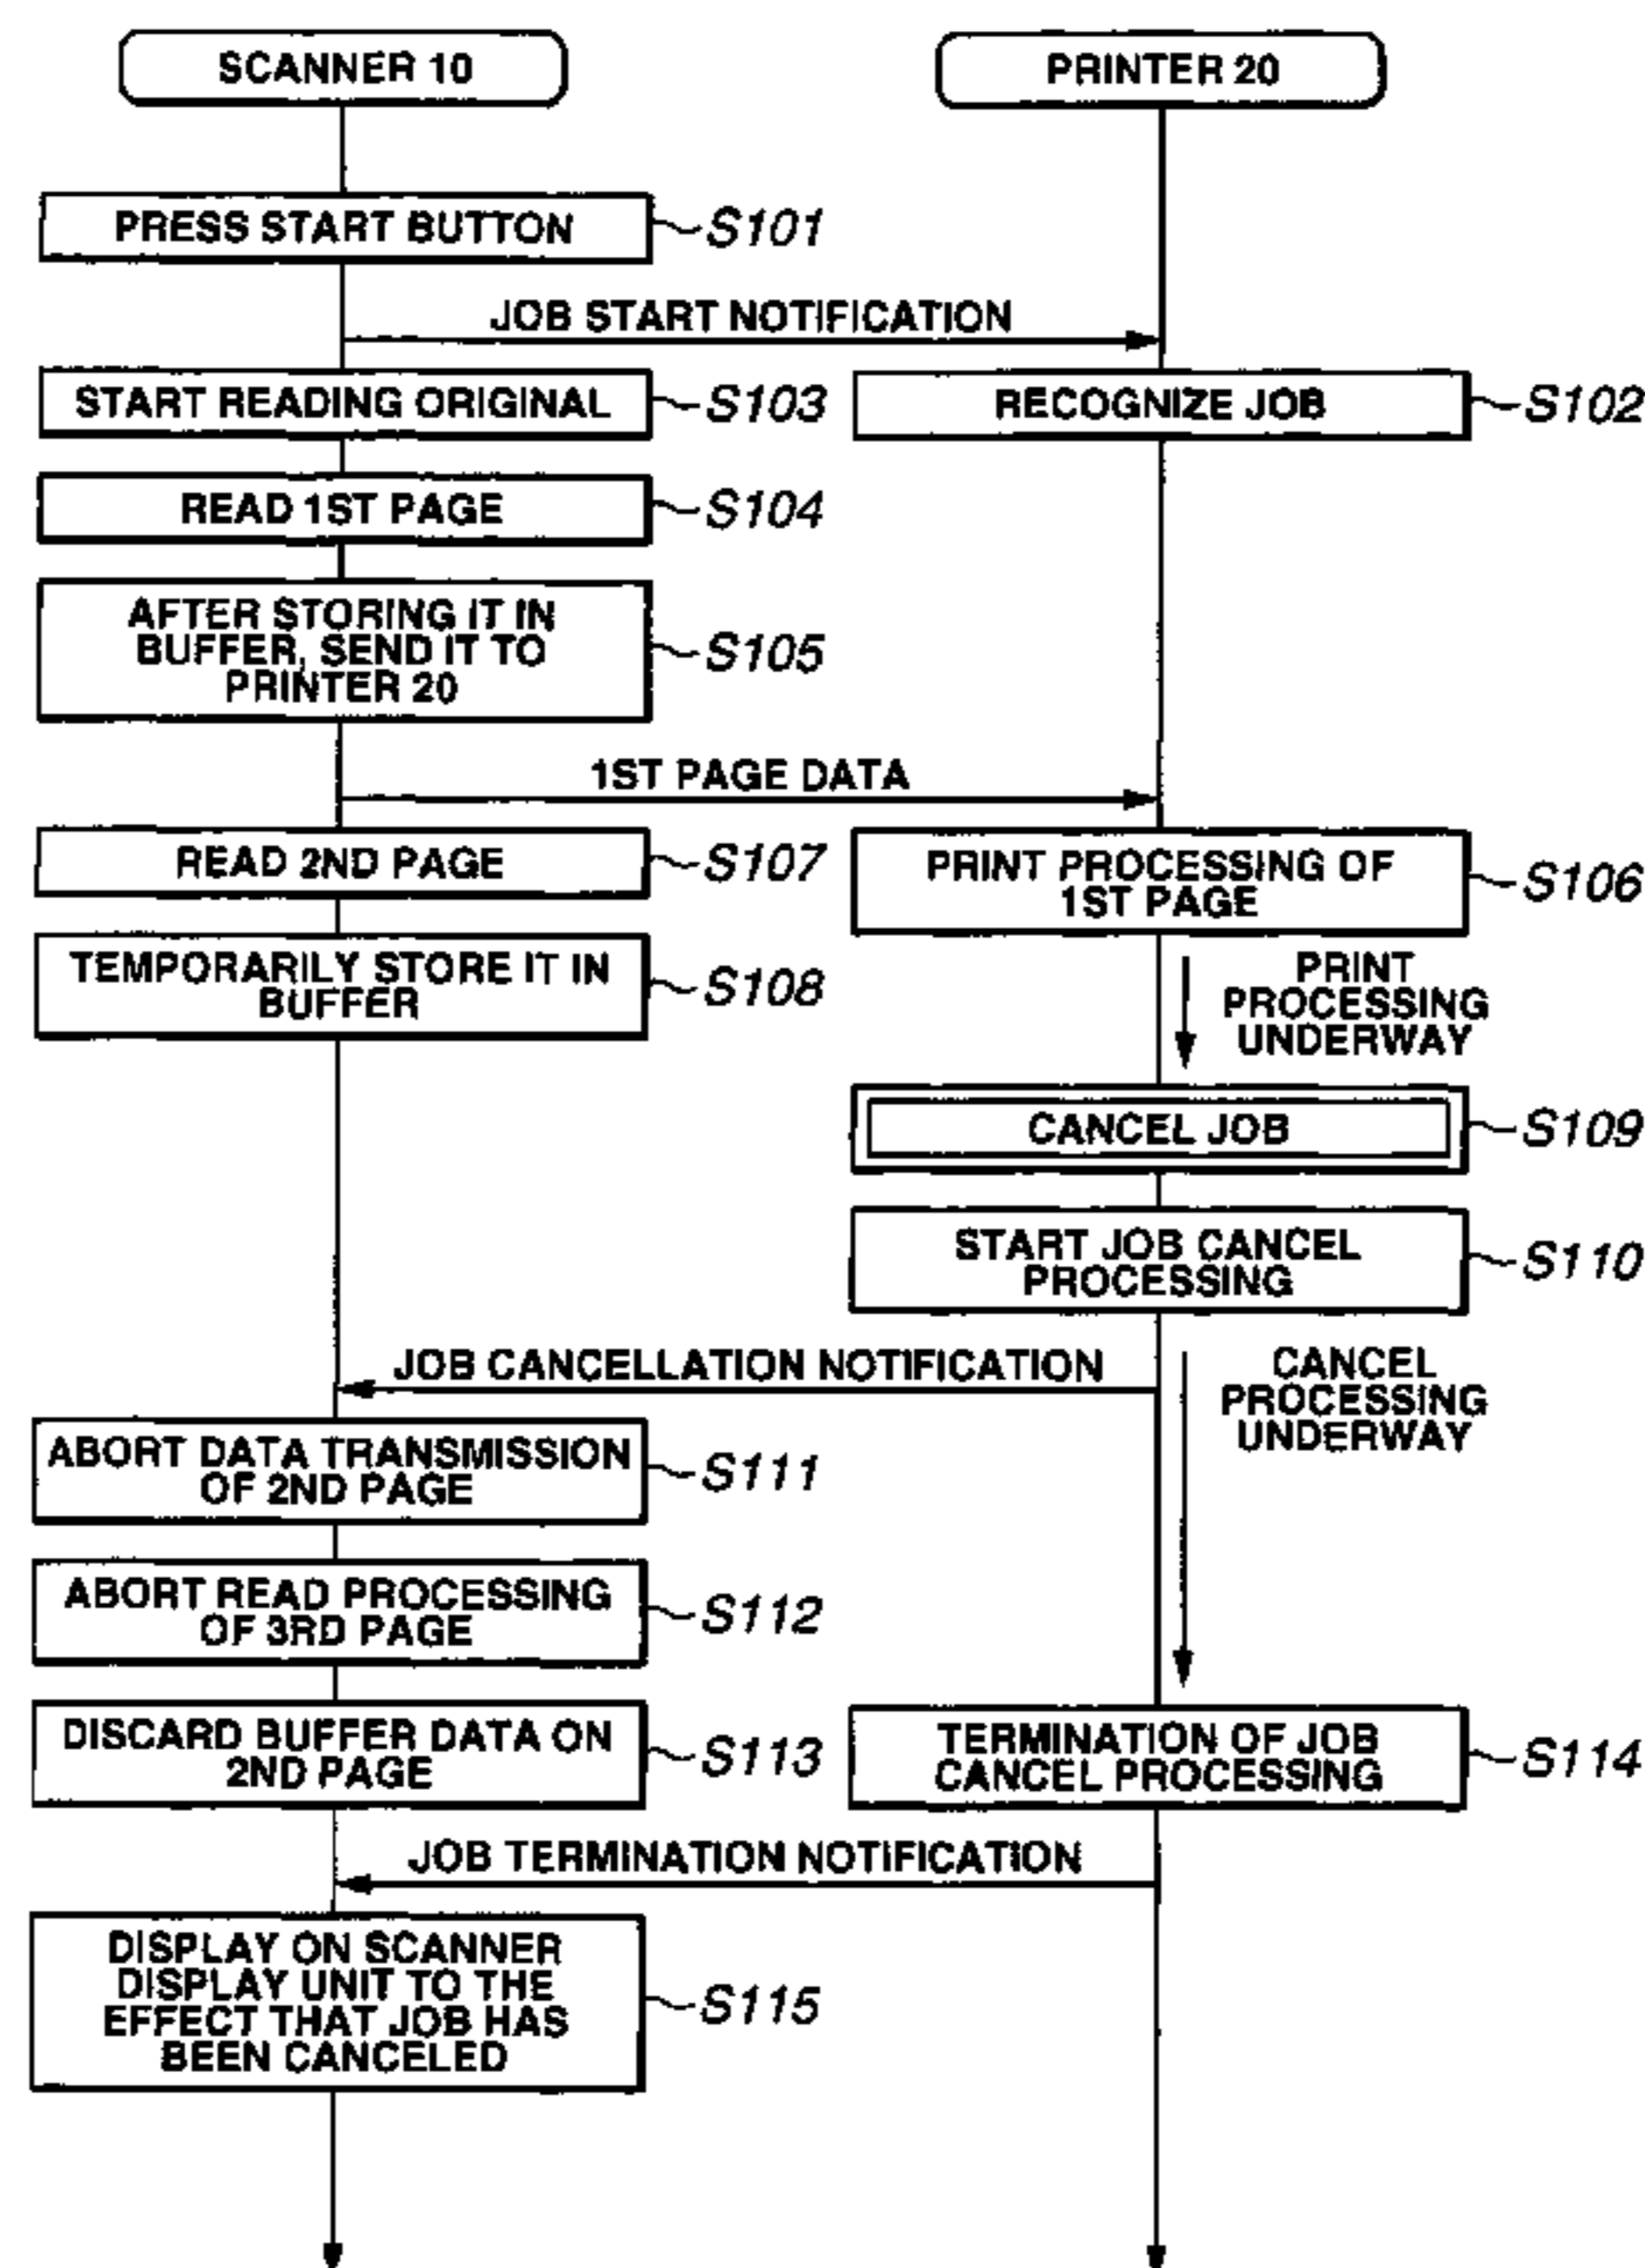 SCANNER 10
PRINTER 20
PRESS START BUTTON
S101
JOB START NOTIFICATION
START READING ORIGINAL
S103
RECOGNIZE JOB
S102
READ 1ST PAGE
S104
AFTER STORING IT IN
BUFFER, SEND IT TO
PRINTER 20
S105
1ST PAGE DATA
READ 2ND PAGE
S107
PRINT PROCESSING OF
1ST PAGE
S106
TEMPORARILY STORE IT IN
BUFFER
S108
PRINT
PROCESSING
UNDERWAY
CANCEL JOB
S109
START JOB CANCEL
PROCESSING
S110
JOB CANCELLATION NOTIFICATION
CANCEL
PROCESSING
UNDERWAY
ABORT DATA TRANSMISSION
OF 2ND PAGE
S111
ABORT READ PROCESSING
OF 3RD PAGE
S112
DISCARD BUFFER DATA ON
2ND PAGE
S113
TERMINATION OF JOB
CANCEL PROCESSING
S114
JOB TERMINATION NOTIFICATION
DISPLAY ON SCANNER
DISPLAY UNIT TO THE
EFFECT THAT JOB HAS
BEEN CANCELED
S115